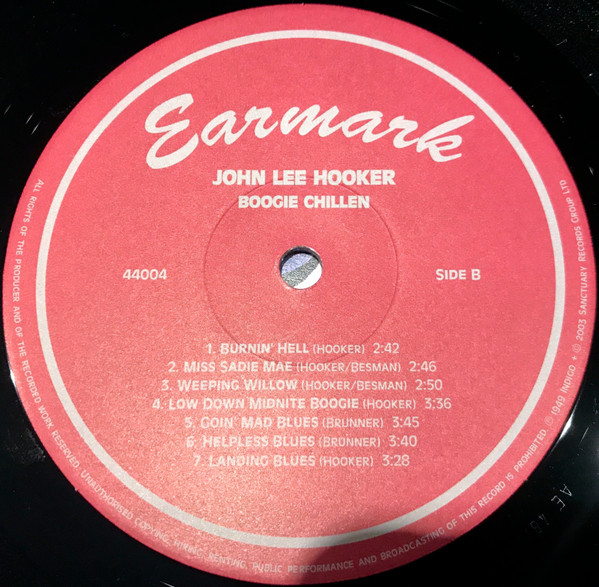 Earmark
JOHN LEE HOOKER
BOOGIE CHILLEN
44004
SIDE B
1. BURNIN' HELL (HOOKER) 2:42
2. MISS SADIE MAE (HOOKER/BESMAN) 2:46
3. WEEPING WILLOW (HOOKER/BESMAN) 2:50
4. LOW DOWN MIDNITE BOOGIE (HOOKER) 3:36
5. GOIN' MAD BLUES (BRUNNER) 3:45
6. HELPLESS BLUES (BRUNNER) 3:40
7. LANDING BLUES (HOOKER) 3:28
ALL RIGHTS OF THE PRODUCER AND OF THE RECORDED WORK RESERVED. UNAUTHORISED COPYING, HIRING, RENTING, PUBLIC PERFORMANCE AND BROADCASTING OF THIS RECORD IS PROHIBITED. ℗ 1949 INDIGO • © 2003 SANCTUARY RECORDS GROUP LTD